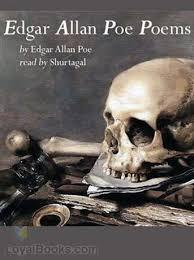 Edgar Allan Poe Poems
by Edgar Allan Poe
read by Shurtagal
LoyalBooks.com